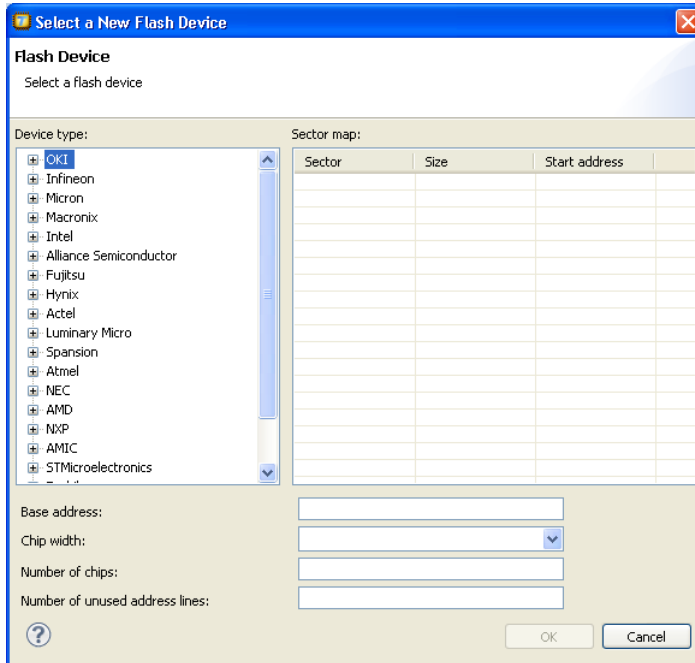 Select a New Flash Device
Flash Device
Select a flash device
Device type:
Sector map:
OKI
Infineon
Micron
Macronix
Intel
Alliance Semiconductor
Fujitsu
Hynix
Actel
Luminary Micro
Spansion
Atmel
NEC
AMD
NXP
AMIC
STMicroelectronics
Sector Size Start address
Base address:
Chip width:
Number of chips:
Number of unused address lines:
?
OK Cancel